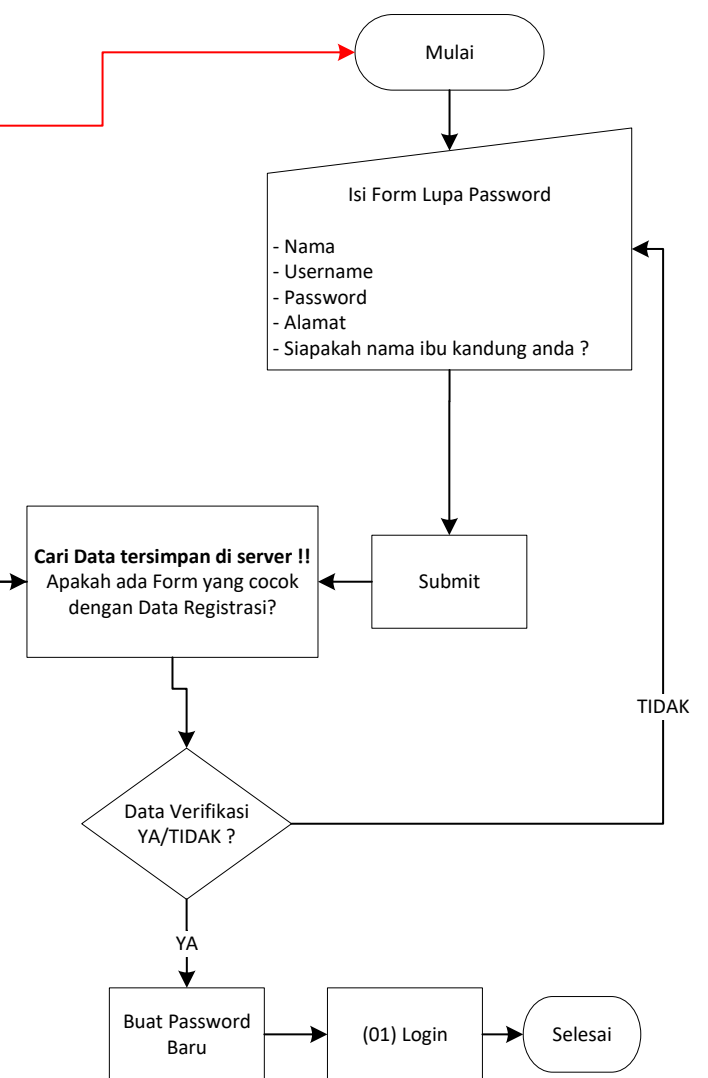 Mulai
Isi Form Lupa Password
- Nama
- Username
- Password
- Alamat
- Siapakah nama ibu kandung anda ?
Cari Data tersimpan di server !!
Apakah ada Form yang cocok
dengan Data Registrasi?
Submit
TIDAK
Data Verifikasi
YA/TIDAK ?
YA
Buat Password
Baru
(01) Login
Selesai